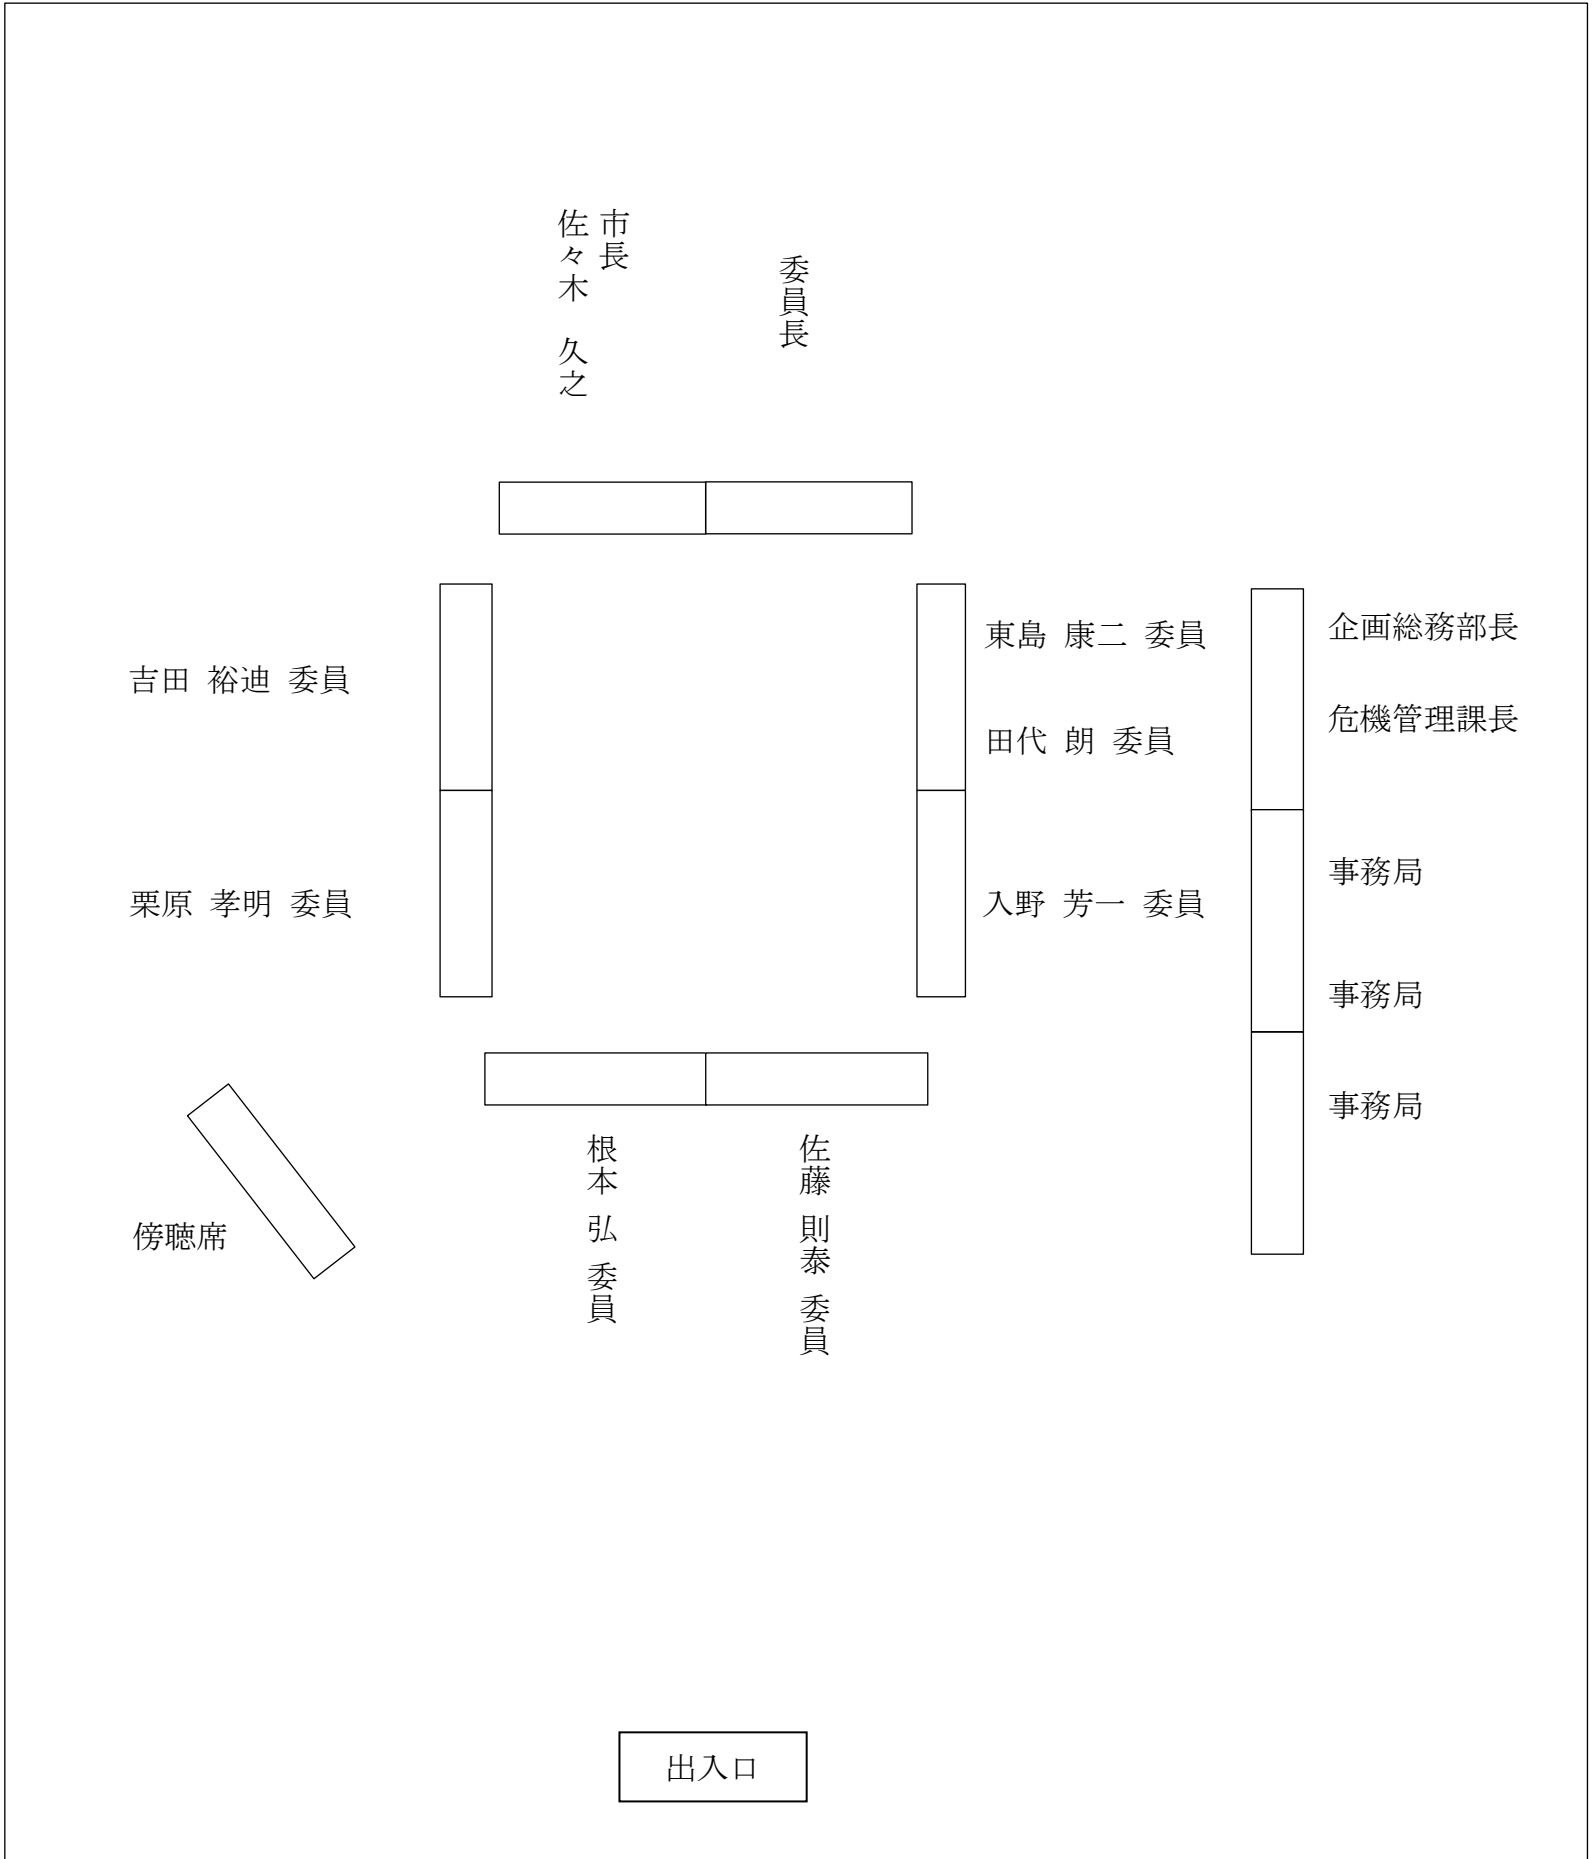 市長
佐々木　久之
委員長
吉田 裕迪 委員
栗原 孝明 委員
東島 康二 委員
田代 朗 委員
入野 芳一 委員
企画総務部長
危機管理課長
事務局
事務局
事務局
根本 弘 委員
佐藤 則泰 委員
傍聴席
出入口